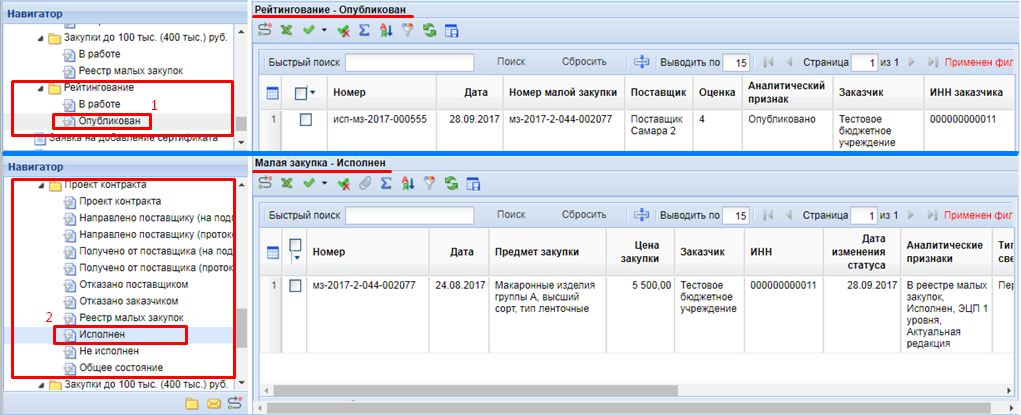 Навигатор
Закупки до 100 тыс. (400 тыс.) руб.
В работе
Реестр малых закупок
Рейтингование
В работе
1
Опубликован
Заявка на добавление сертификата
Рейтингование - Опубликован
Быстрый поиск Поиск Сбросить Выводить по 15 Страница 1 из 1 Применен фил
Номер Дата Номер малой закупки Поставщик Оценка Аналитический признак Заказчик ИНН заказчика
1 исп-мз-2017-000555 28.09.2017 мз-2017-2-044-002077 Поставщик Самара 2 4 Опубликовано Тестовое бюджетное учреждение 000000000011
Навигатор
Проект контракта
Проект контракта
Направлено поставщику (на подп
Направлено поставщику (проток
Получено от поставщика (на под
Получено от поставщика (проток
Отказано поставщиком
Отказано заказчиком
2
Реестр малых закупок
Исполнен
Не исполнен
Общее состояние
Закупки до 100 тыс. (400 тыс.) руб.
Малая закупка - Исполнен
Быстрый поиск Поиск Сбросить Выводить по 15 Страница 1 из 1 Применен фил
Номер Дата Предмет закупки Цена закупки Заказчик ИНН Дата изменения статуса Аналитические признаки Ти све
1 мз-2017-2-044-002077 24.08.2017 Макаронные изделия группы А, высший сорт, тип ленточные 5 500,00 Тестовое бюджетное учреждение 000000000011 28.09.2017 В реестре малых закупок, Исполнен, ЭЦП 1 уровня, Актуальная редакция Пер